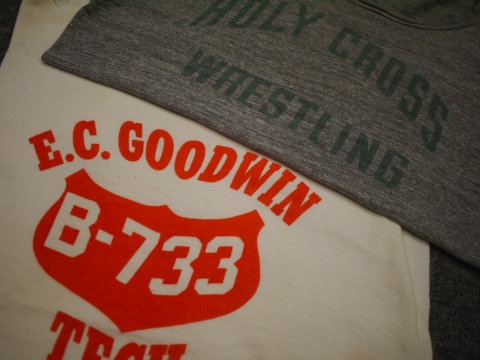 HOLY CROSS
WRESTLING
E.C. GOODWIN
B-733
TECH